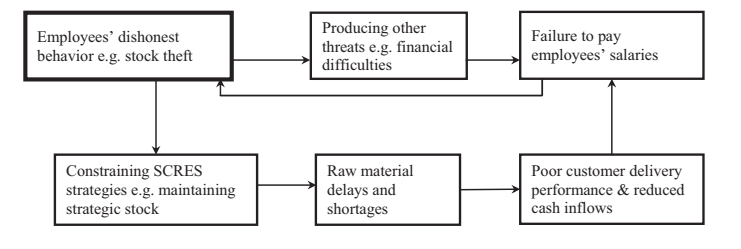 Employees' dishonest
behavior e.g. stock theft
Producing other
threats e.g. financial
difficulties
Failure to pay
employees' salaries
Constraining SCRES
strategies e.g. maintaining
strategic stock
Raw material
delays and
shortages
Poor customer delivery
performance & reduced
cash inflows